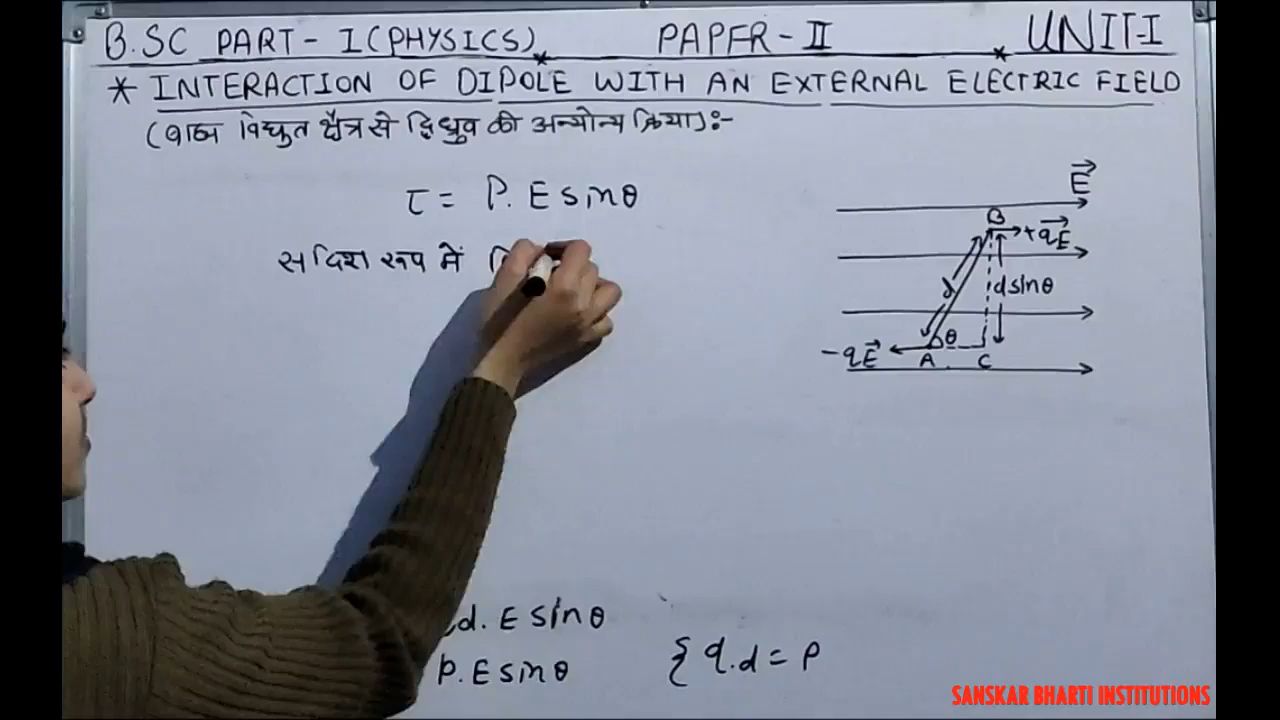 B.SC PART - I (PHYSICS) PAPER - II UNIT-I
* INTERACTION OF DIPOLE WITH AN EXTERNAL ELECTRIC FIELD
(बाह्य विद्युत क्षैत्र से द्विध्रुव की अन्योन्य क्रिया) :-
τ = P. E sinθ
सदिश रूप में
E⃗
B
+qE⃗
d
d sinθ
θ
-qE⃗
A C
d. E sinθ
P. E sinθ { q.d = P
SANSKAR BHARTI INSTITUTIONS